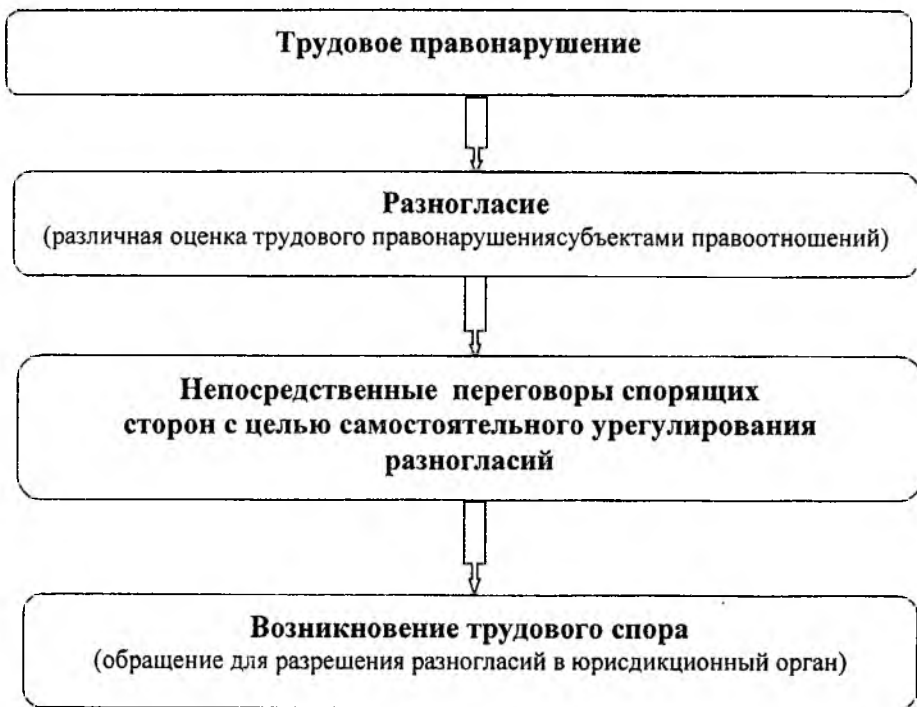 Трудовое правонарушение
Разногласие
(различная оценка трудового правонарушениясубъектами правоотношений)
Непосредственные переговоры спорящих
сторон с целью самостоятельного урегулирования
разногласий
Возникновение трудового спора
(обращение для разрешения разногласий в юрисдикционный орган)